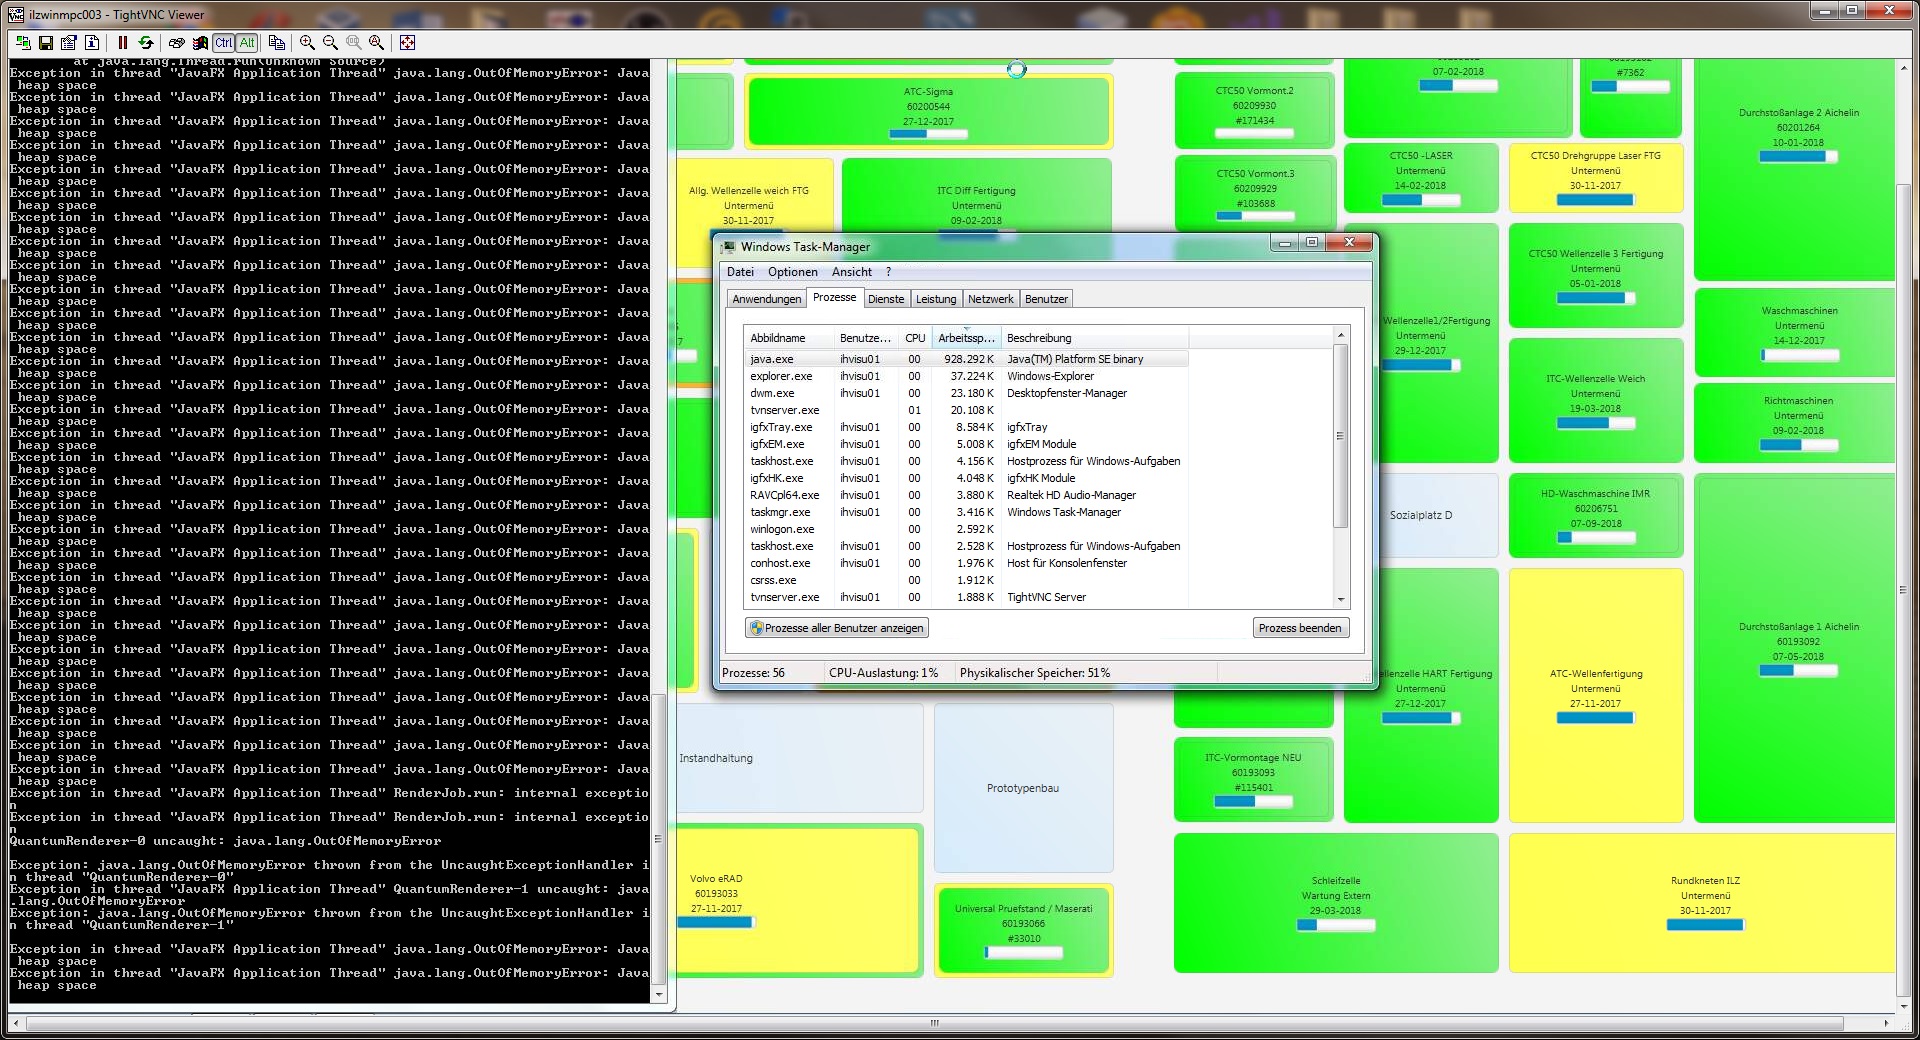 ilzwinmpc003 - TightVNC Viewer
Ctrl Alt
at java.lang.Thread.run(Unknown Source)
Exception in thread "JavaFX Application Thread" java.lang.OutOfMemoryError: Java
heap space
Exception in thread "JavaFX Application Thread" java.lang.OutOfMemoryError: Java
heap space
Exception in thread "JavaFX Application Thread" java.lang.OutOfMemoryError: Java
heap space
Exception in thread "JavaFX Application Thread" java.lang.OutOfMemoryError: Java
heap space
Exception in thread "JavaFX Application Thread" java.lang.OutOfMemoryError: Java
heap space
Exception in thread "JavaFX Application Thread" java.lang.OutOfMemoryError: Java
heap space
Exception in thread "JavaFX Application Thread" java.lang.OutOfMemoryError: Java
heap space
Exception in thread "JavaFX Application Thread" java.lang.OutOfMemoryError: Java
heap space
Exception in thread "JavaFX Application Thread" java.lang.OutOfMemoryError: Java
heap space
Exception in thread "JavaFX Application Thread" java.lang.OutOfMemoryError: Java
heap space
Exception in thread "JavaFX Application Thread" java.lang.OutOfMemoryError: Java
heap space
Exception in thread "JavaFX Application Thread" java.lang.OutOfMemoryError: Java
heap space
Exception in thread "JavaFX Application Thread" java.lang.OutOfMemoryError: Java
heap space
Exception in thread "JavaFX Application Thread" java.lang.OutOfMemoryError: Java
heap space
Exception in thread "JavaFX Application Thread" java.lang.OutOfMemoryError: Java
heap space
Exception in thread "JavaFX Application Thread" java.lang.OutOfMemoryError: Java
heap space
Exception in thread "JavaFX Application Thread" java.lang.OutOfMemoryError: Java
heap space
Exception in thread "JavaFX Application Thread" java.lang.OutOfMemoryError: Java
heap space
Exception in thread "JavaFX Application Thread" java.lang.OutOfMemoryError: Java
heap space
Exception in thread "JavaFX Application Thread" java.lang.OutOfMemoryError: Java
heap space
Exception in thread "JavaFX Application Thread" java.lang.OutOfMemoryError: Java
heap space
Exception in thread "JavaFX Application Thread" java.lang.OutOfMemoryError: Java
heap space
Exception in thread "JavaFX Application Thread" java.lang.OutOfMemoryError: Java
heap space
Exception in thread "JavaFX Application Thread" java.lang.OutOfMemoryError: Java
heap space
Exception in thread "JavaFX Application Thread" java.lang.OutOfMemoryError: Java
heap space
Exception in thread "JavaFX Application Thread" java.lang.OutOfMemoryError: Java
heap space
Exception in thread "JavaFX Application Thread" java.lang.OutOfMemoryError: Java
heap space
Exception in thread "JavaFX Application Thread" java.lang.OutOfMemoryError: Java
heap space
Exception in thread "JavaFX Application Thread" java.lang.OutOfMemoryError: Java
heap space
Exception in thread "JavaFX Application Thread" java.lang.OutOfMemoryError: Java
heap space
Exception in thread "JavaFX Application Thread" RenderJob.run: internal exceptio
n
Exception in thread "JavaFX Application Thread" RenderJob.run: internal exceptio
n
QuantumRenderer-0 uncaught: java.lang.OutOfMemoryError
Exception: java.lang.OutOfMemoryError thrown from the UncaughtExceptionHandler i
n thread "QuantumRenderer-0"
Exception in thread "JavaFX Application Thread" QuantumRenderer-1 uncaught: java
.lang.OutOfMemoryError
Exception: java.lang.OutOfMemoryError thrown from the UncaughtExceptionHandler i
n thread "QuantumRenderer-1"
Exception in thread "JavaFX Application Thread" java.lang.OutOfMemoryError: Java
heap space
Exception in thread "JavaFX Application Thread" java.lang.OutOfMemoryError: Java
heap space
ATC-Sigma
60200544
27-12-2017
CTC50 Vormont.2
60209930
#171434
07-02-2018
#7362
Durchstoßanlage 2 Aichelin
60201264
10-01-2018
Allg. Wellenzelle weich FTG
Untermenü
30-11-2017
ITC Diff Fertigung
Untermenü
09-02-2018
CTC50 Vormont.3
60209929
#103688
CTC50 -LASER
Untermenü
14-02-2018
CTC50 Drehgruppe Laser FTG
Untermenü
30-11-2017
Windows Task-Manager
Datei Optionen Ansicht ?
Anwendungen Prozesse Dienste Leistung Netzwerk Benutzer
Abbildname Benutze... CPU Arbeitssp... Beschreibung
java.exe ihvisu01 00 928.292 K Java(TM) Platform SE binary
explorer.exe ihvisu01 00 37.224 K Windows-Explorer
dwm.exe ihvisu01 00 23.180 K Desktopfenster-Manager
tvnserver.exe 01 20.108 K
igfxTray.exe ihvisu01 00 8.584 K igfxTray
igfxEM.exe ihvisu01 00 5.008 K igfxEM Module
taskhost.exe ihvisu01 00 4.156 K Hostprozess für Windows-Aufgaben
igfxHK.exe ihvisu01 00 4.048 K igfxHK Module
RAVCpl64.exe ihvisu01 00 3.880 K Realtek HD Audio-Manager
taskmgr.exe ihvisu01 00 3.416 K Windows Task-Manager
winlogon.exe 00 2.592 K
taskhost.exe ihvisu01 00 2.528 K Hostprozess für Windows-Aufgaben
conhost.exe ihvisu01 00 1.976 K Host für Konsolenfenster
csrss.exe 00 1.912 K
tvnserver.exe ihvisu01 00 1.888 K TightVNC Server
Prozesse aller Benutzer anzeigen Prozess beenden
Prozesse: 56 CPU-Auslastung: 1% Physikalischer Speicher: 51%
CTC50 Wellenzelle 3 Fertigung
Untermenü
05-01-2018
Wellenzelle1/2Fertigung
Untermenü
29-12-2017
Waschmaschinen
Untermenü
14-12-2017
ITC-Wellenzelle Weich
Untermenü
19-03-2018
Richtmaschinen
Untermenü
09-02-2018
Sozialplatz D
HD-Waschmaschine IMR
60206751
07-09-2018
Durchstoßanlage 1 Aichelin
60193092
07-05-2018
ellenzelle HART Fertigung
Untermenü
27-12-2017
ATC-Wellenfertigung
Untermenü
27-11-2017
Instandhaltung
Prototypenbau
ITC-Vormontage NEU
60193093
#115401
Volvo eRAD
60193033
27-11-2017
Universal Pruefstand / Maserati
60193066
#33010
Schleifzelle
Wartung Extern
29-03-2018
Rundkneten ILZ
Untermenü
30-11-2017